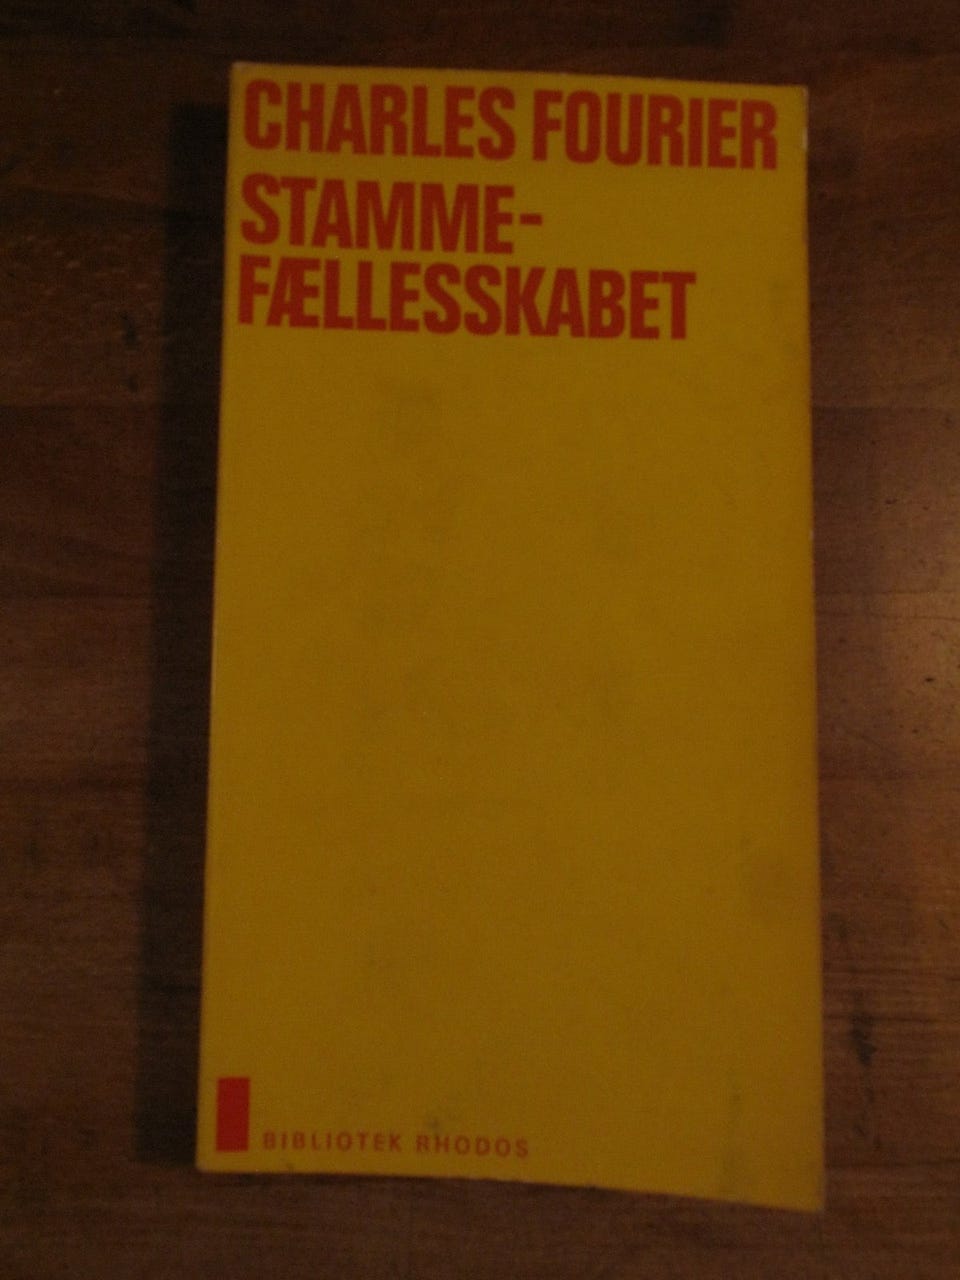 CHARLES FOURIER
STAMME-
FÆLLESSKABET
BIBLIOTEK RHODOS